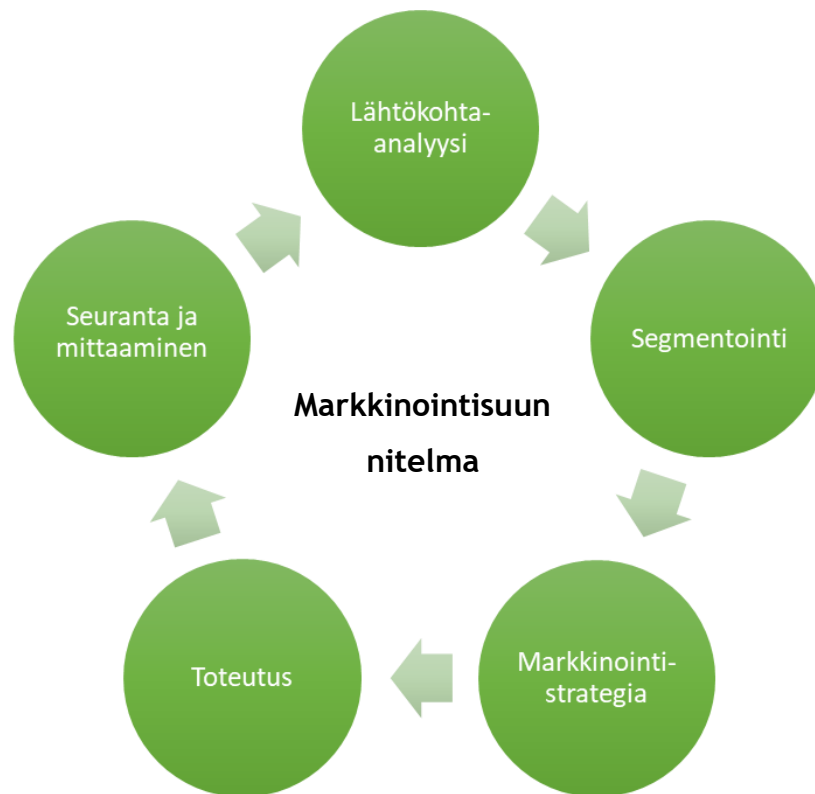 Lähtökohta-
analyysi
Segmentointi
Markkinointi-
strategia
Toteutus
Seuranta ja
mittaaminen
Markkinointisuun
nitelma